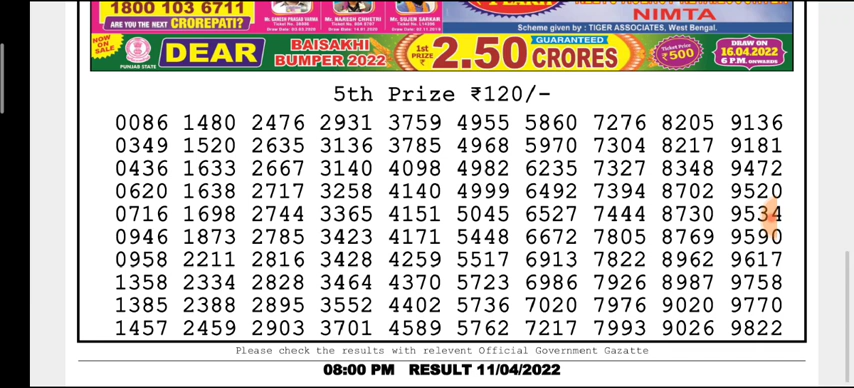 1800 103 6711
ARE YOU THE NEXT CROREPATI?
NIMTA
Scheme given by : TIGER ASSOCIATES, West Bengal.
NOW ON SALE
PUNJAB STATE
DEAR
BAISAKHI BUMPER 2022
1st PRIZE ₹
GUARANTEED
2.50 CRORES
Ticket Price ₹500
DRAW ON 16.04.2022 6 P.M. ONWARDS
5th Prize ₹120/-
0086 1480 2476 2931 3759 4955 5860 7276 8205 9136
0349 1520 2635 3136 3785 4968 5970 7304 8217 9181
0436 1633 2667 3140 4098 4982 6235 7327 8348 9472
0620 1638 2717 3258 4140 4999 6492 7394 8702 9520
0716 1698 2744 3365 4151 5045 6527 7444 8730 9534
0946 1873 2785 3423 4171 5448 6672 7805 8769 9590
0958 2211 2816 3428 4259 5517 6913 7822 8962 9617
1358 2334 2828 3464 4370 5723 6986 7926 8987 9758
1385 2388 2895 3552 4402 5736 7020 7976 9020 9770
1457 2459 2903 3701 4589 5762 7217 7993 9026 9822
Please check the results with relevent Official Government Gazatte
08:00 PM RESULT 11/04/2022